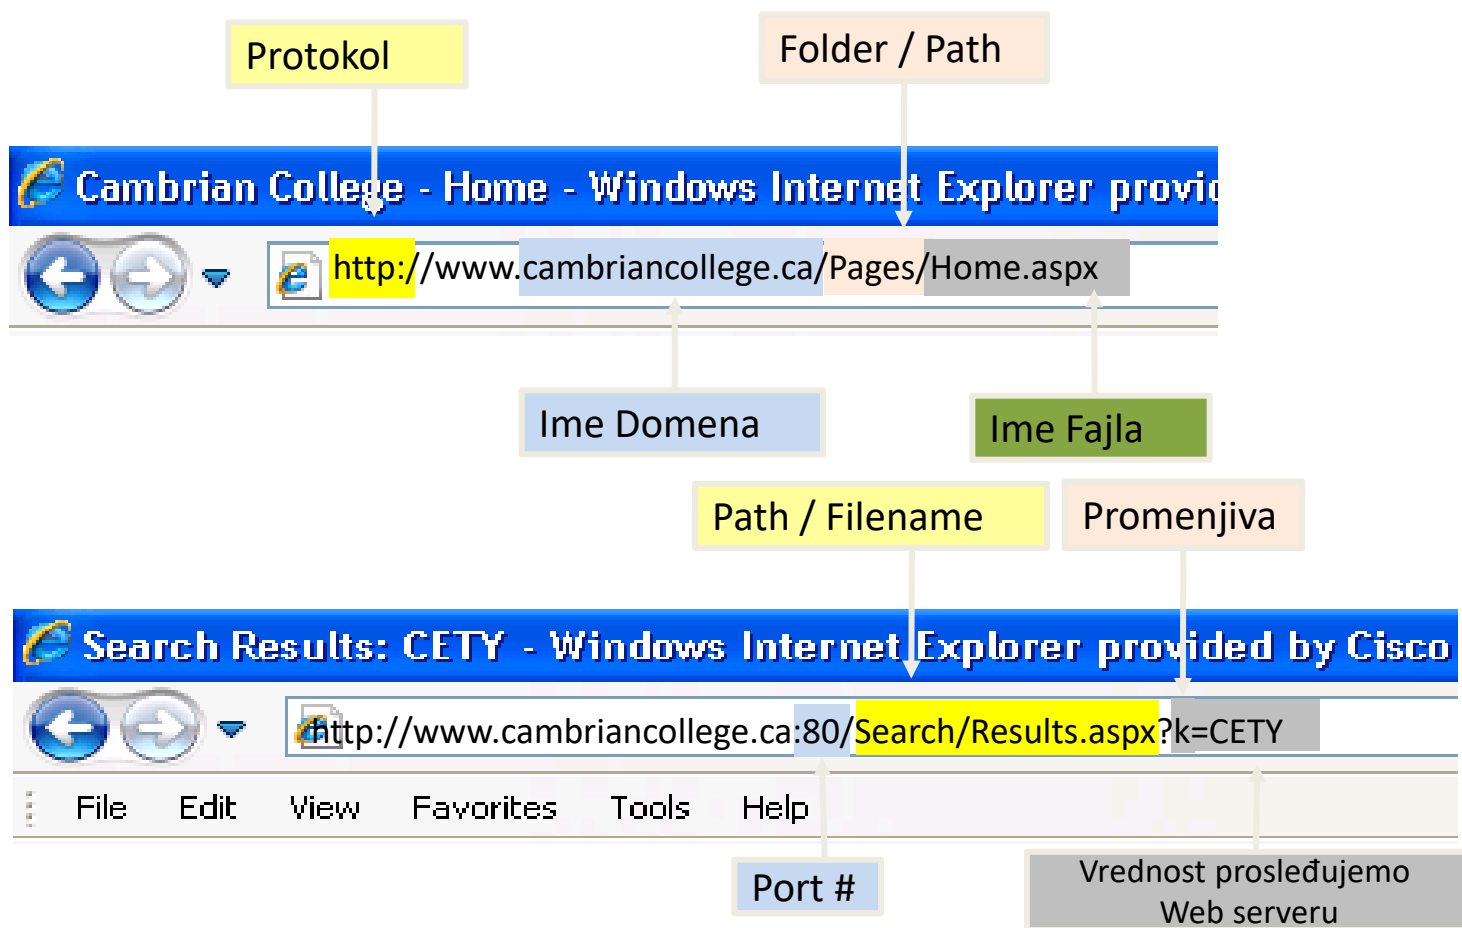 Protokol
Folder / Path
Cambrian College - Home - Windows Internet Explorer provid
http://www.cambriancollege.ca/Pages/Home.aspx
Ime Domena
Ime Fajla
Path / Filename
Promenjiva
Search Results: CETY - Windows Internet Explorer provided by Cisco
http://www.cambriancollege.ca:80/Search/Results.aspx?k=CETY
File Edit View Favorites Tools Help
Port #
Vrednost prosleđujemo
Web serveru